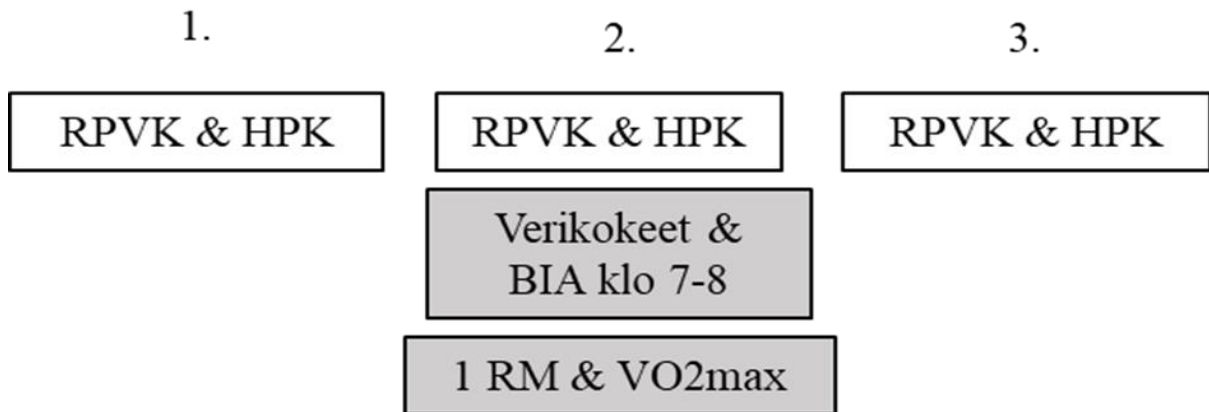 1.
2.
3.
RPVK & HPK
RPVK & HPK
RPVK & HPK
Verikokeet &
BIA klo 7-8
1 RM & VO2max